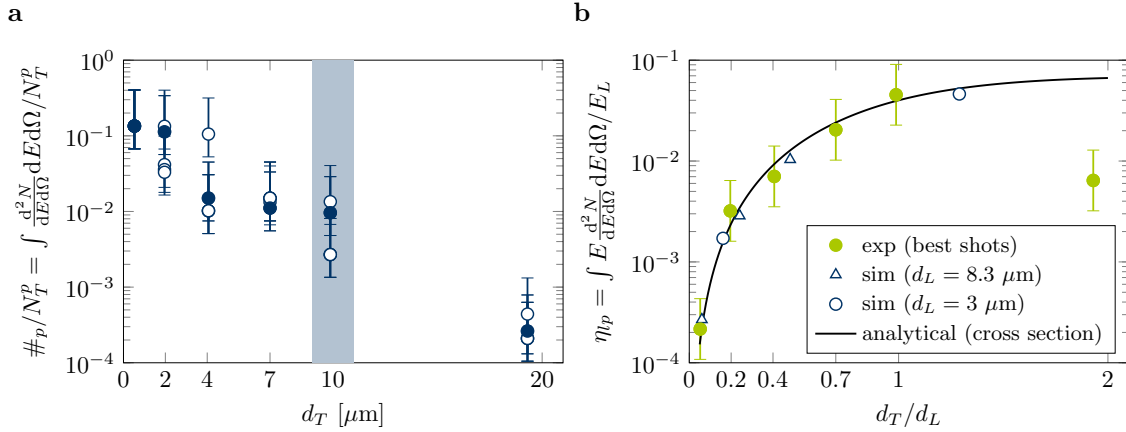 a
#p/N_T^p = ∫ d²N/dEdΩ dEdΩ/N_T^p
10⁰
10⁻¹
10⁻²
10⁻³
10⁻⁴
0 2 4 7 10 20
d_T [μm]
b
η_p = ∫ E d²N/dEdΩ dEdΩ/E_L
10⁻¹
10⁻²
10⁻³
10⁻⁴
exp (best shots)
sim (d_L = 8.3 μm)
sim (d_L = 3 μm)
analytical (cross section)
0 0.2 0.4 0.7 1 2
d_T/d_L